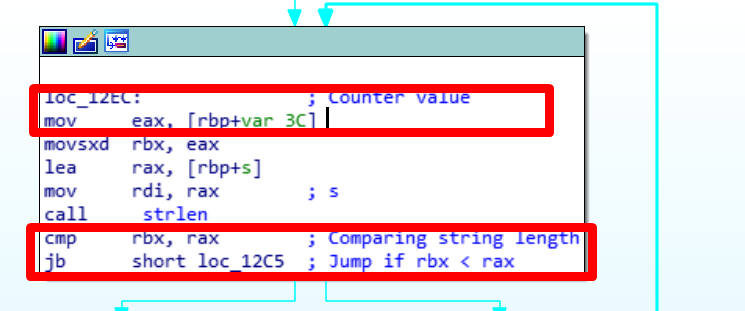 loc_12EC: ; Counter value
mov eax, [rbp+var_3C]
movsxd rbx, eax
lea rax, [rbp+s]
mov rdi, rax ; s
call strlen
cmp rbx, rax ; Comparing string length
jb short loc_12C5 ; Jump if rbx < rax